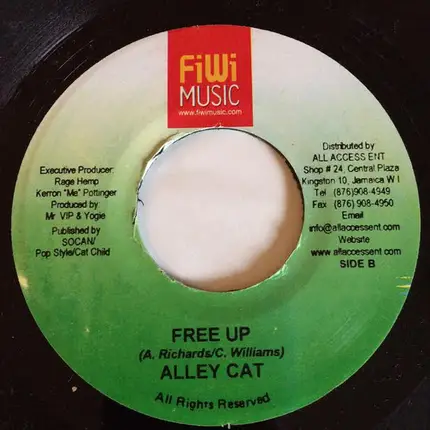 FiWi
MUSIC
www.fiwimusic.com
Executive Producer:
Rage Hemp
Kerron "Ms" Pottinger
Produced by:
Mr VIP & Yogie
Published by
SOCAN/
Pop Style/Cat Child
Distributed by
ALL ACCESS ENT
Shop # 24, Central Plaza
Kingston 10, Jamaica W I
Tel (876)908-4949
Fax (876) 908-4950
Email
info@allaccessent.com
Website
www.allaccessent.com
SIDE B
FREE UP
(A. Richards/C. Williams)
ALLEY CAT
All Rights Reserved